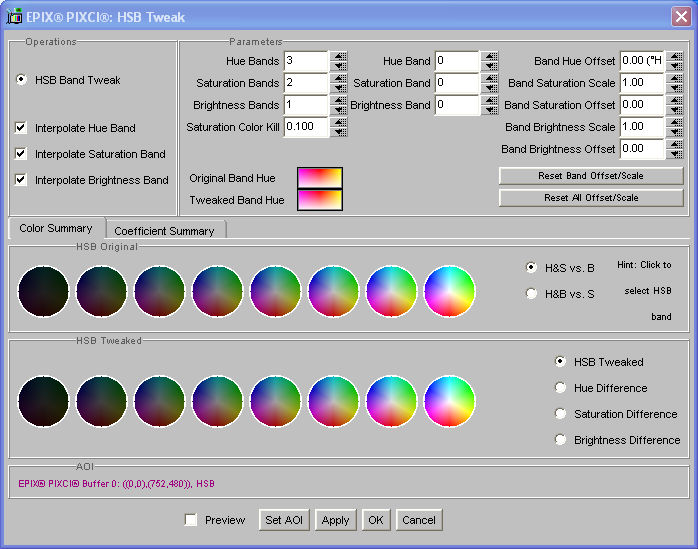 EPIX® PIXCI®: HSB Tweak
Operations
HSB Band Tweak
Interpolate Hue Band
Interpolate Saturation Band
Interpolate Brightness Band
Parameters
Hue Bands 3 Hue Band 0 Band Hue Offset 0.00 (°H
Saturation Bands 2 Saturation Band 0 Band Saturation Scale 1.00
Brightness Bands 1 Brightness Band 0 Band Saturation Offset 0.00
Saturation Color Kill 0.100 Band Brightness Scale 1.00
Band Brightness Offset 0.00
Original Band Hue Reset Band Offset/Scale
Tweaked Band Hue Reset All Offset/Scale
Color Summary Coefficient Summary
HSB Original
H&S vs. B
H&B vs. S
Hint: Click to
select HSB
band
HSB Tweaked
HSB Tweaked
Hue Difference
Saturation Difference
Brightness Difference
AOI
EPIX® PIXCI® Buffer 0: ((0,0),(752,480)), HSB
Preview Set AOI Apply OK Cancel